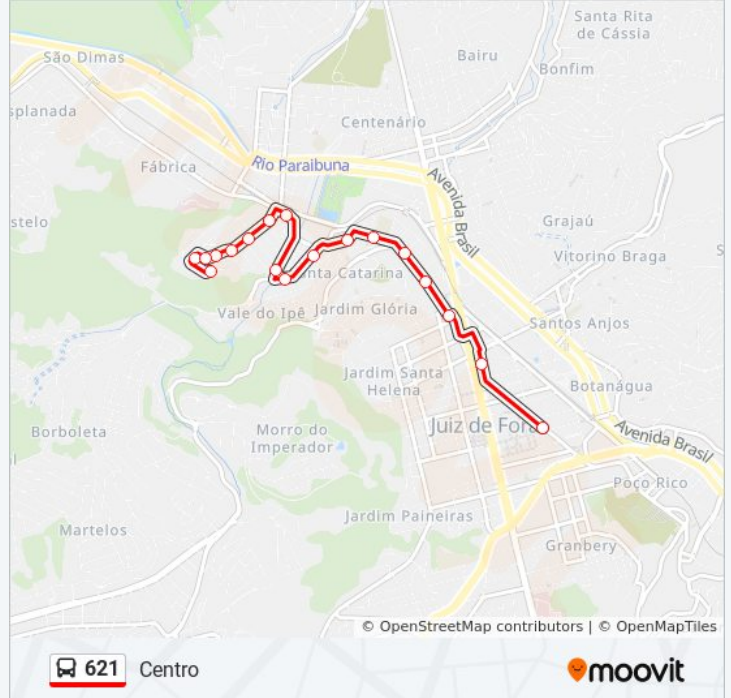 Santa Rita
de Cássia
São Dimas
Bairu
Bonfim
splanada
Centenário
Fábrica
Rio Paraibuna
Avenida Brasil
stelo
Grajaú
Vitorino Braga
S
nta Catarina
Vale do Ipê
Jardim Glória
Santos Anjos
Jardim Santa
Helena
Botanágua
Borboleta
Morro do
Imperador
Juiz de Fora
Avenida Brasil
al
Poço Rico
Martelos
Jardim Paineiras
Granbery
© OpenStreetMap contributors | © OpenMapTiles
621 Centro
moovit